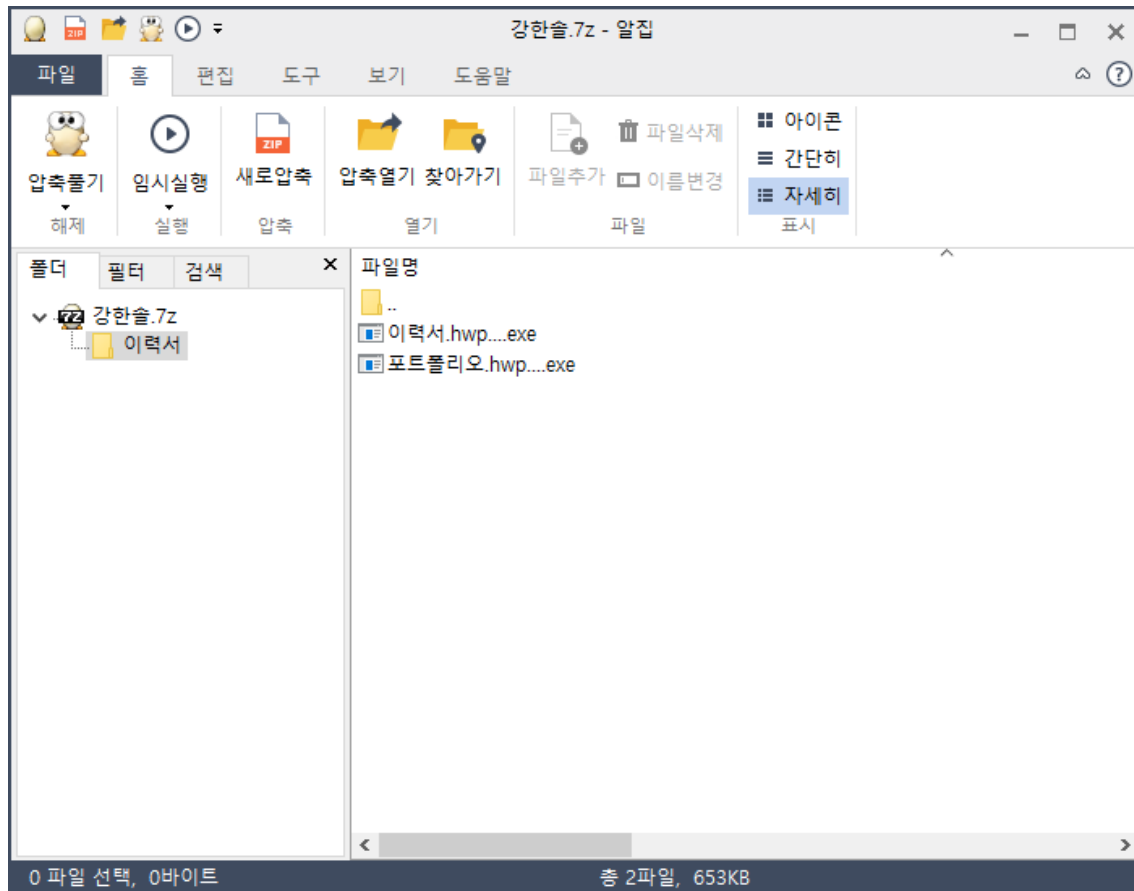 ZIP
강한솔.7z - 알집
파일 홈 편집 도구 보기 도움말
?
압축풀기 임시실행 ZIP 새로압축 압축열기 찾아가기 파일추가 파일삭제 이름변경 아이콘 간단히 자세히
해제 실행 압축 열기 파일 표시
폴더 필터 검색
7Z 강한솔.7z
이력서
파일명
..
이력서.hwp....exe
포트폴리오.hwp....exe
0 파일 선택, 0바이트 총 2파일, 653KB